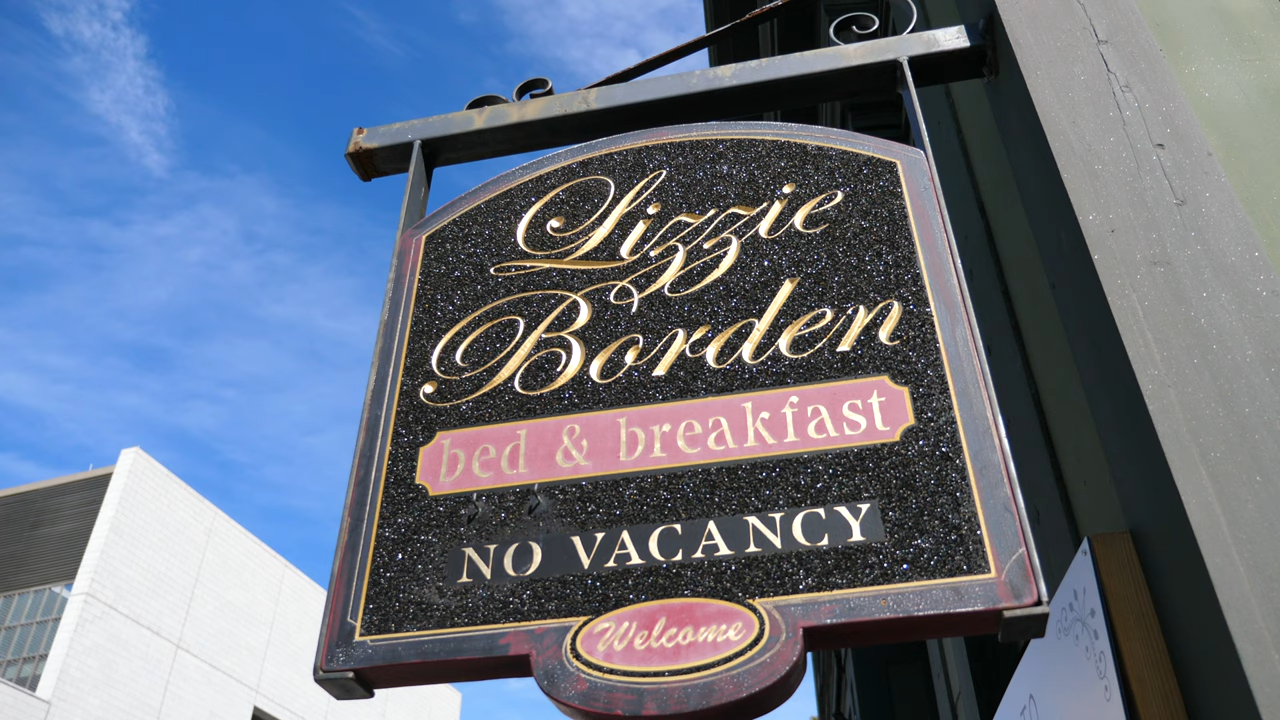 Lizzie
Borden
bed & breakfast
NO VACANCY
Welcome